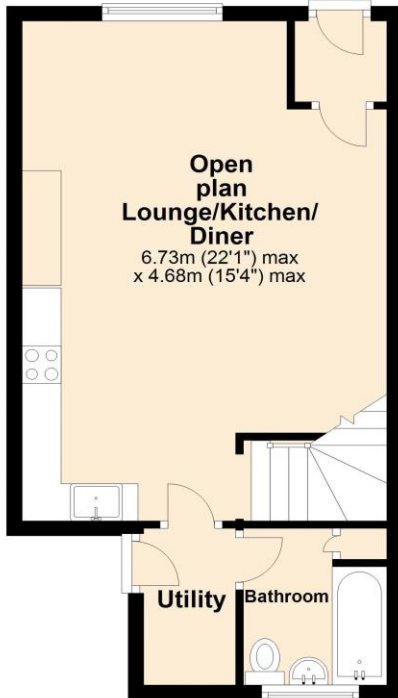 Open
plan
Lounge/Kitchen/
Diner
6.73m (22'1") max
x 4.68m (15'4") max
Utility
Bathroom